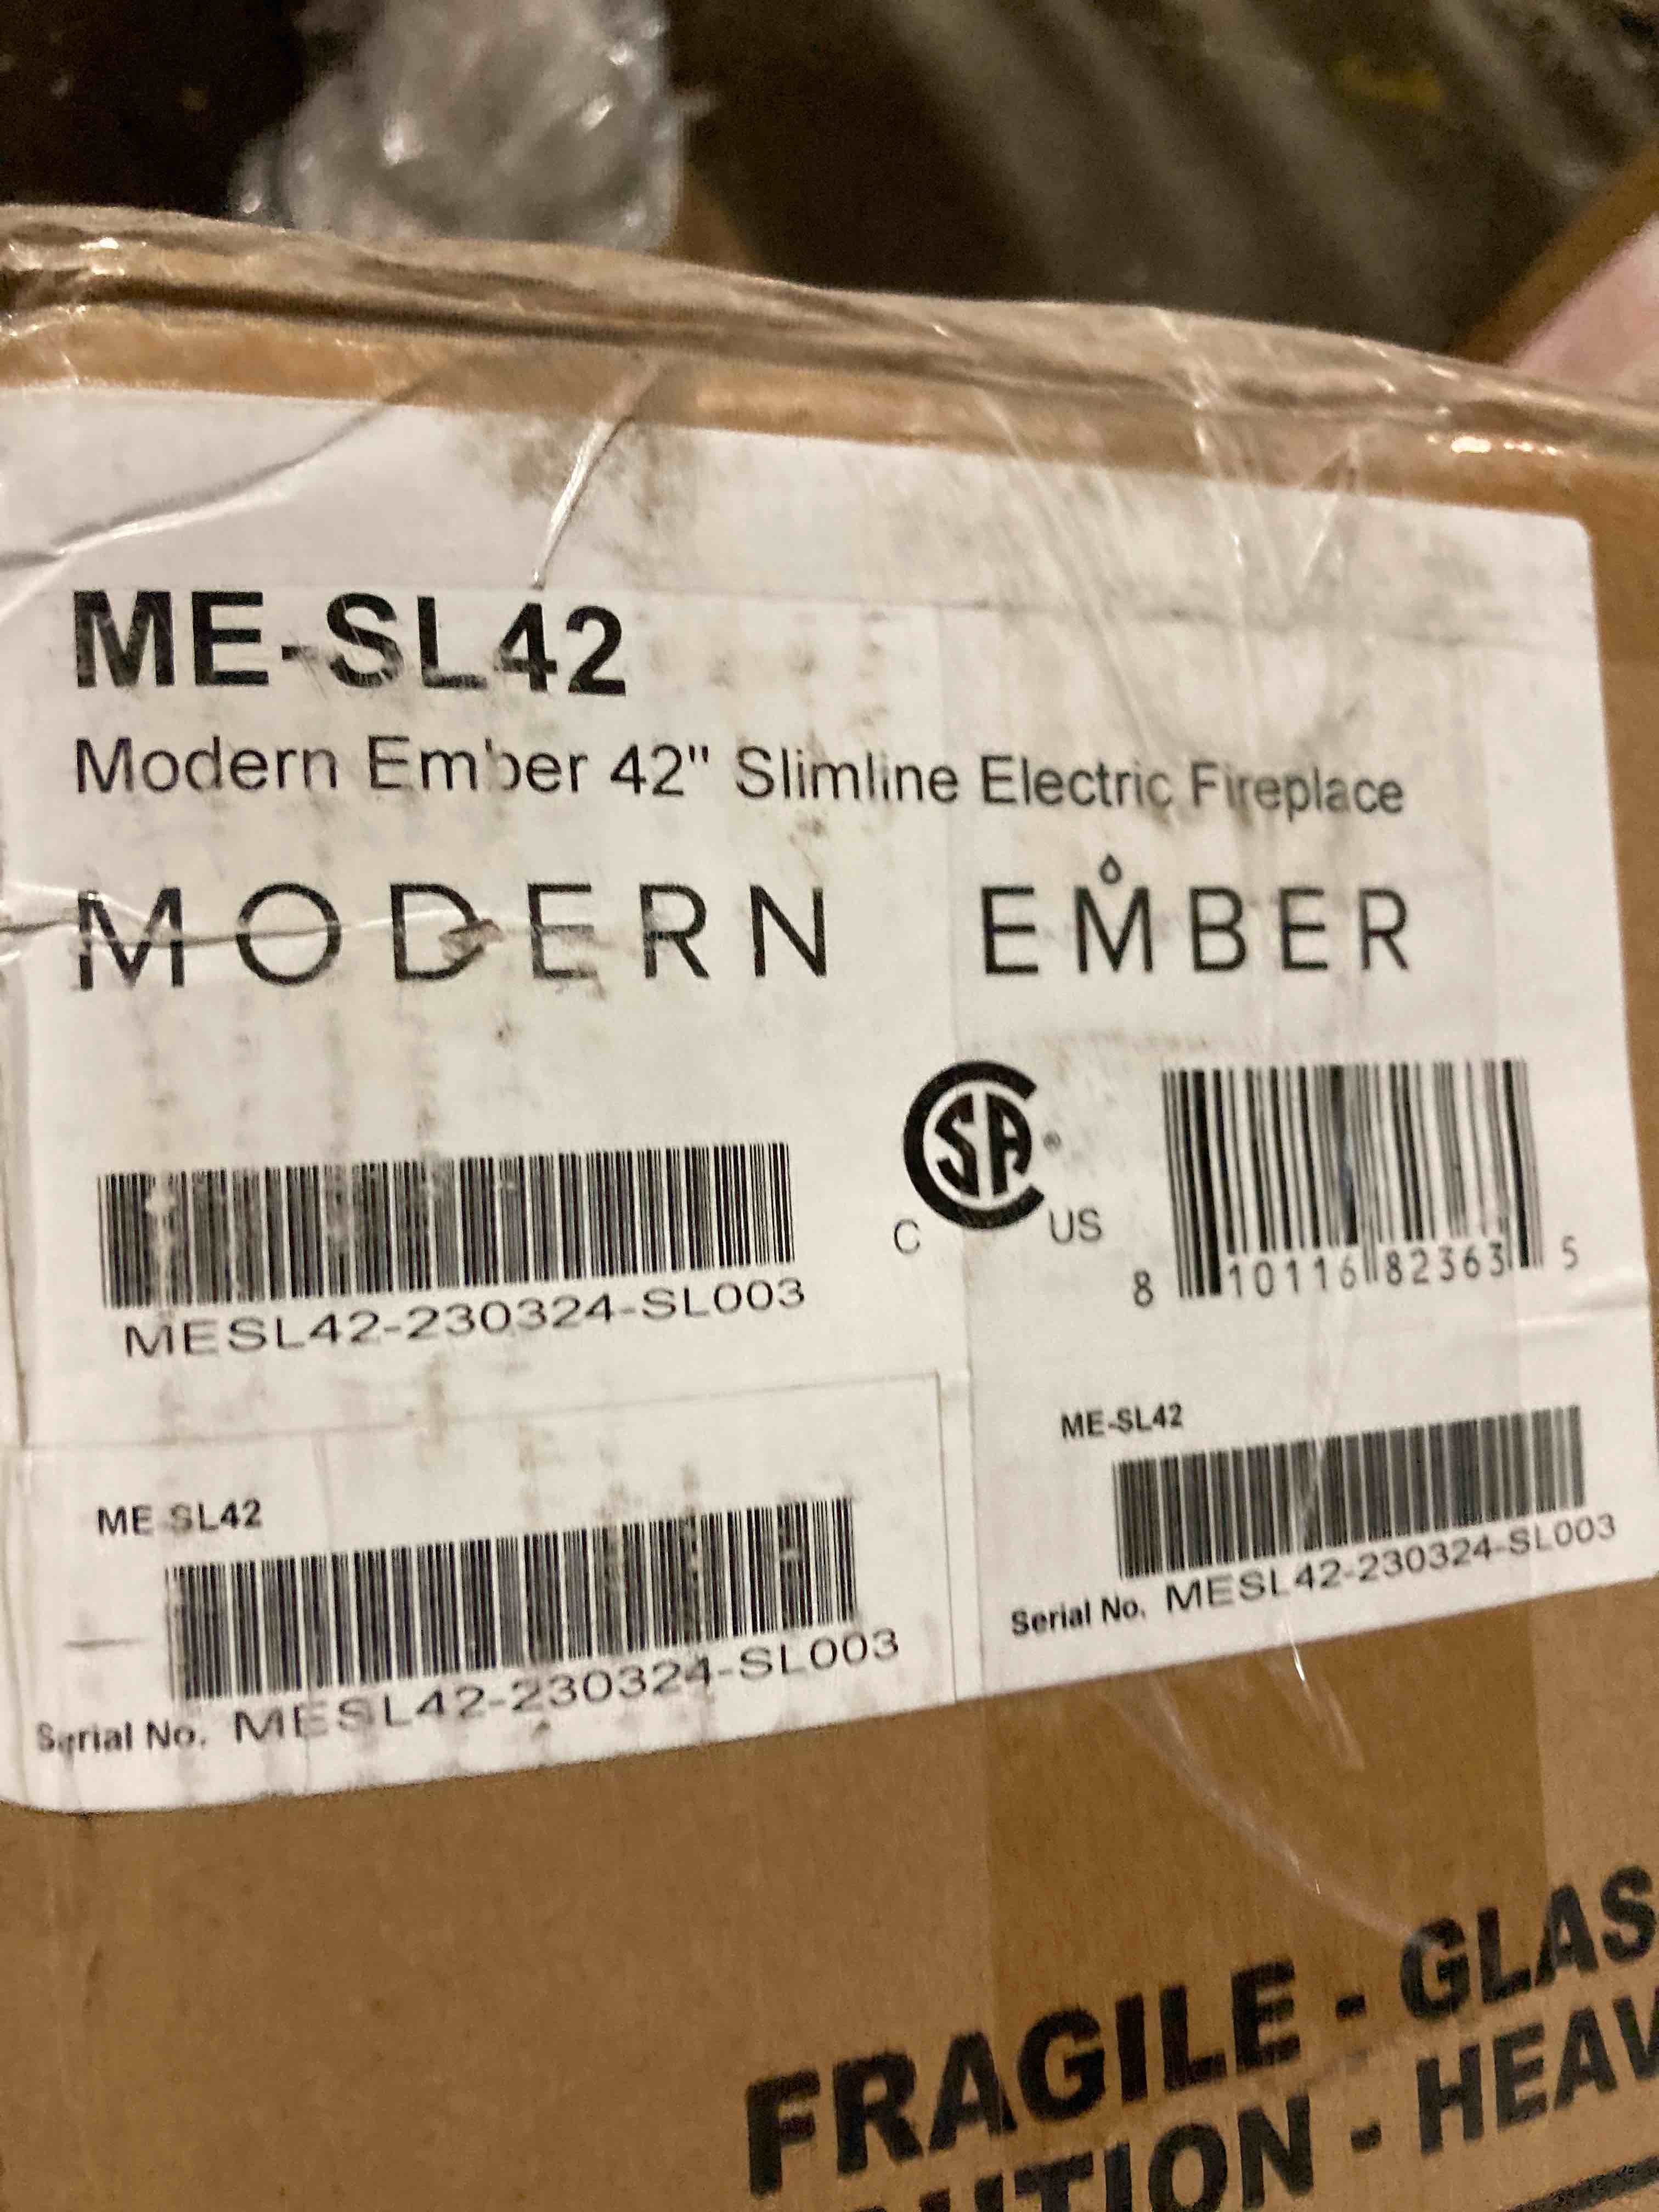 ME-SL42
Modern Ember 42" Slimline Electric Fireplace
MODERN EMBER
CSA®
C US
MESL42-230324-SL003
8 10116 82363 5
ME-SL42
Serial No. MESL42-230324-SL003
ME-SL42
Serial No. MESL42-230324-SL003
FRAGILE - GLAS
UTION - HEAV